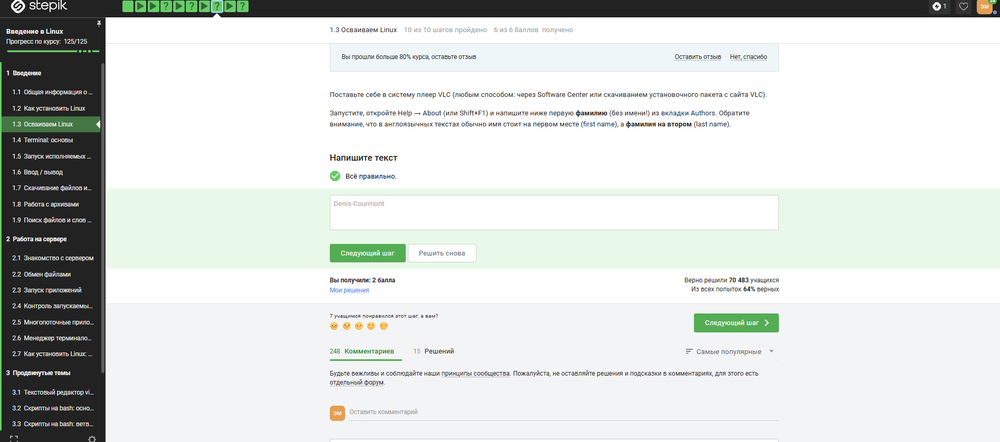 stepik
? ? ? ?
1
ЭМ
24
Введение в Linux
Прогресс по курсу: 125/125
1 Введение
1.1 Общая информация о ...
1.2 Как установить Linux
1.3 Осваиваем Linux
1.4 Terminal: основы
1.5 Запуск исполняемых ...
1.6 Ввод / вывод
1.7 Скачивание файлов и...
1.8 Работа с архивами
1.9 Поиск файлов и слов ...
2 Работа на сервере
2.1 Знакомство с сервером
2.2 Обмен файлами
2.3 Запуск приложений
2.4 Контроль запускаемы...
2.5 Многопоточные прило...
2.6 Менеджер терминало...
2.7 Как установить Linux: ...
3 Продвинутые темы
3.1 Текстовый редактор vi...
3.2 Скрипты на bash: осно...
3.3 Скрипты на bash: ветв...
1.3 Осваиваем Linux 10 из 10 шагов пройдено 6 из 6 баллов получено
Вы прошли больше 80% курса, оставьте отзыв Оставить отзыв Нет, спасибо
Поставьте себе в систему плеер VLC (любым способом: через Software Center или скачиванием установочного пакета с сайта VLC).
Запустите, откройте Help → About (или Shift+F1) и напишите ниже первую фамилию (без имени!) из вкладки Authors. Обратите
внимание, что в англоязычных текстах обычно имя стоит на первом месте (first name), а фамилия на втором (last name).
Напишите текст
Всё правильно.
Denis-Courmont
Следующий шаг Решить снова
Вы получили: 2 балла Верно решили 70 483 учащихся
Мои решения Из всех попыток 64% верных
7 учащимся понравился этот шаг, а вам?
Следующий шаг
248 Комментариев 15 Решений Самые популярные
Будьте вежливы и соблюдайте наши принципы сообщества. Пожалуйста, не оставляйте решения и подсказки в комментариях, для этого есть
отдельный форум.
ЭМ Оставить комментарий